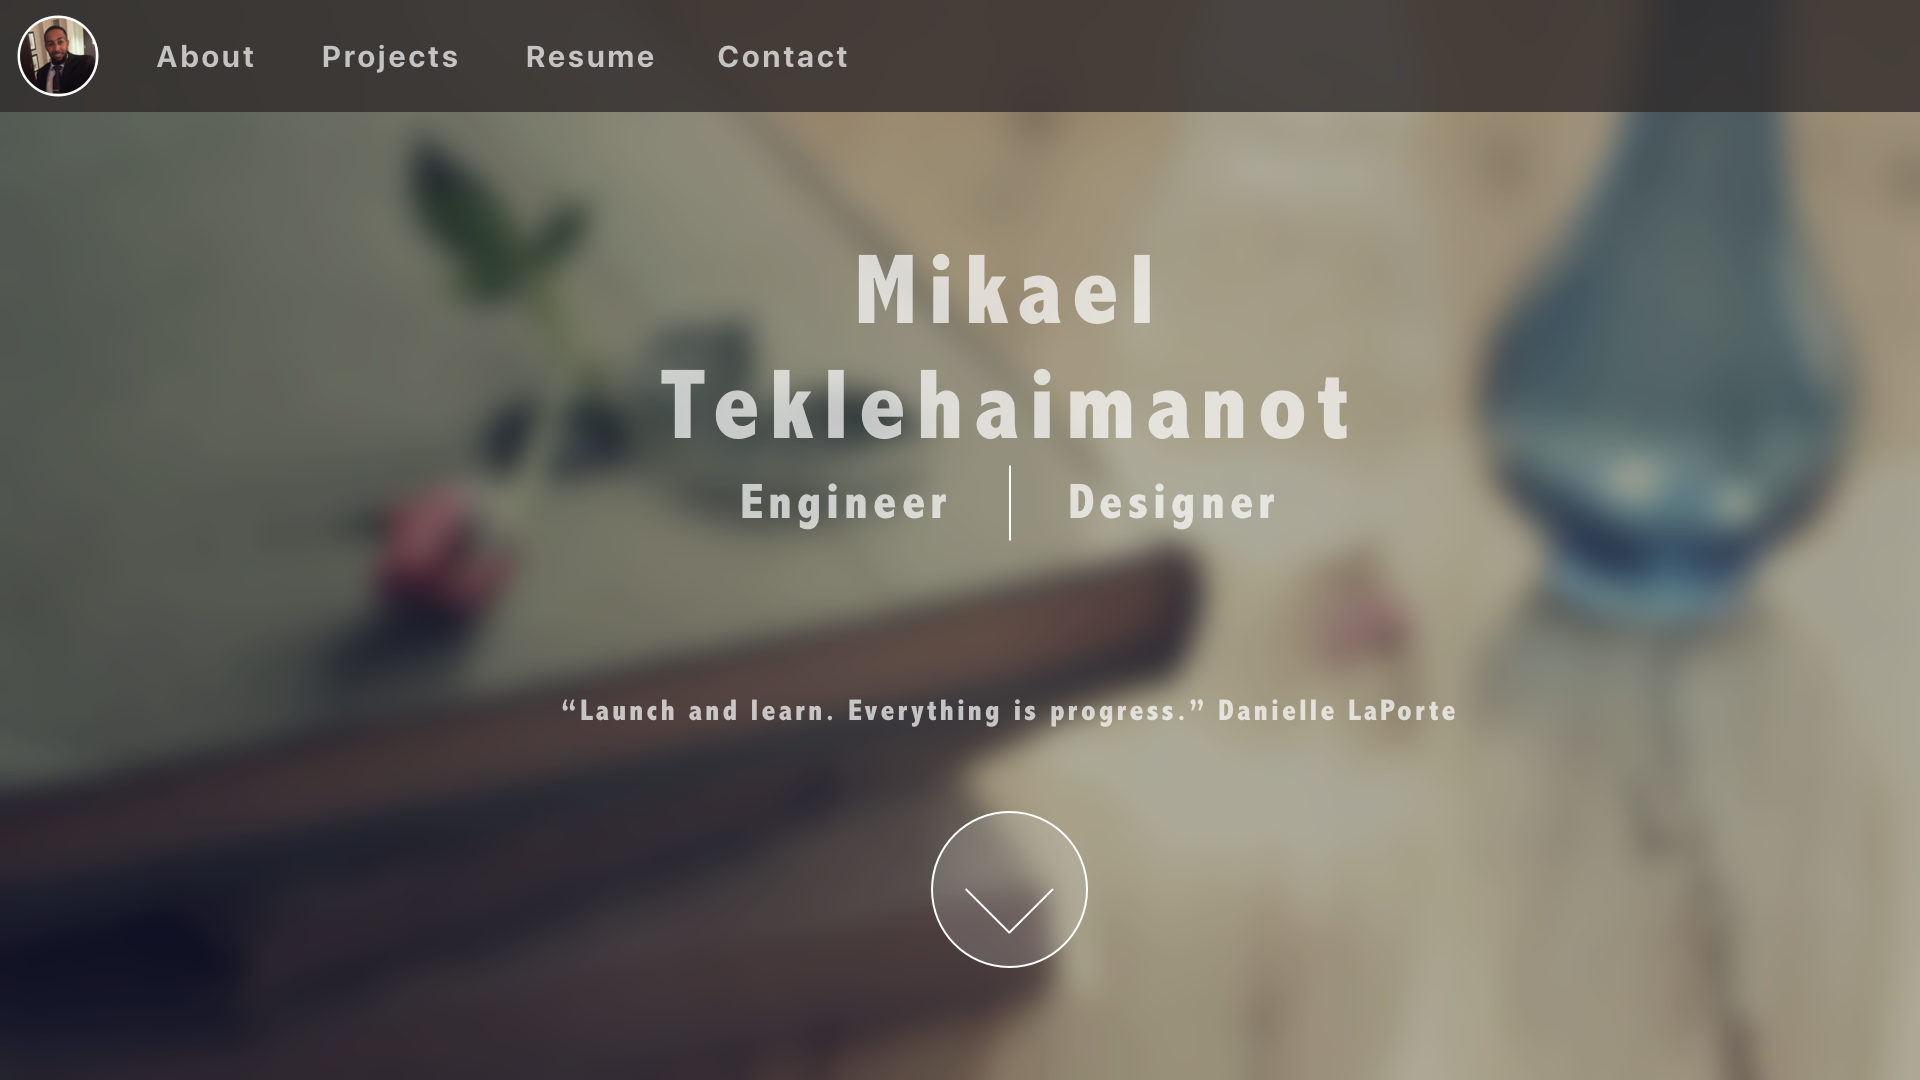 About Projects Resume Contact
Mikael
Teklehaimanot
Engineer Designer
“Launch and learn. Everything is progress.” Danielle LaPorte